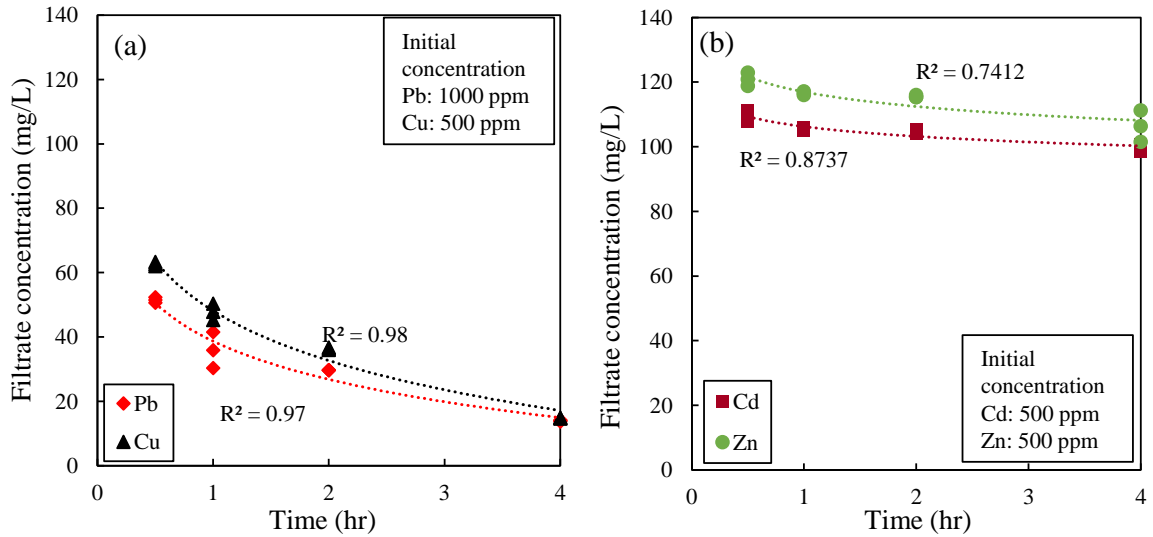 (a)
Initial
concentration
Pb: 1000 ppm
Cu: 500 ppm
Filtrate concentration (mg/L)
140
120
100
80
60
40
20
0
R² = 0.98
R² = 0.97
Pb
Cu
0
1
2
3
4
Time (hr)
(b)
R² = 0.7412
R² = 0.8737
Filtrate concentration (mg/L)
140
120
100
80
60
40
20
0
Cd
Zn
Initial
concentration
Cd: 500 ppm
Zn: 500 ppm
0
1
2
3
4
Time (hr)